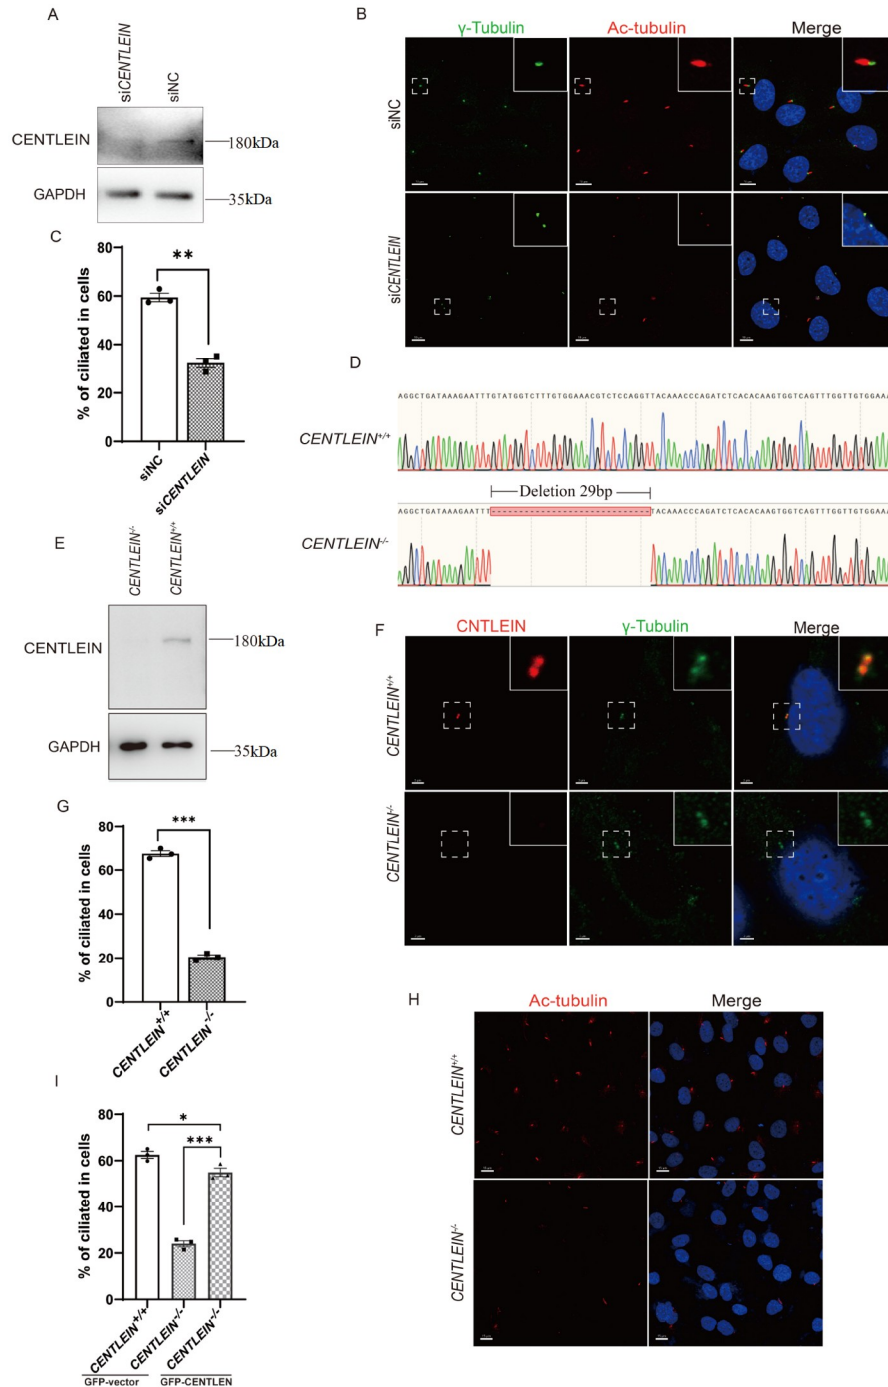 A
siCENTLEIN
siNC
CENTLEIN
180kDa
GAPDH
35kDa
B
γ-Tubulin
Ac-tubulin
Merge
siNC
siCENTLEIN
C
% of ciliated in cells
80
60
40
20
0
**
siNC
siCENTLEIN
D
AGGCTGATAAAGAATTTGTATGGTCTTTGTGGAAACGTCTCCAGGTTACAAACCCAGATCTCACACAAGTGGTCAGTTTGGTTGTGGAAA
CENTLEIN+/+
Deletion 29bp
AGGCTGATAAAGAATTT-----------------------------TACAAACCCAGATCTCACACAAGTGGTCAGTTTGGTTGTGGAAA
CENTLEIN-/-
E
CENTLEIN-/-
CENTLEIN+/+
CENTLEIN
180kDa
GAPDH
35kDa
F
CNTLEIN
γ-Tubulin
Merge
CENTLEIN+/+
CENTLEIN-/-
G
% of ciliated in cells
80
60
40
20
0
***
CENTLEIN+/+
CENTLEIN-/-
H
Ac-tubulin
Merge
CENTLEIN+/+
CENTLEIN-/-
I
% of ciliated in cells
80
60
40
20
0
*
***
CENTLEIN+/+
CENTLEIN-/-
CENTLEIN-/-
GFP-vector
GFP-CENTLEN